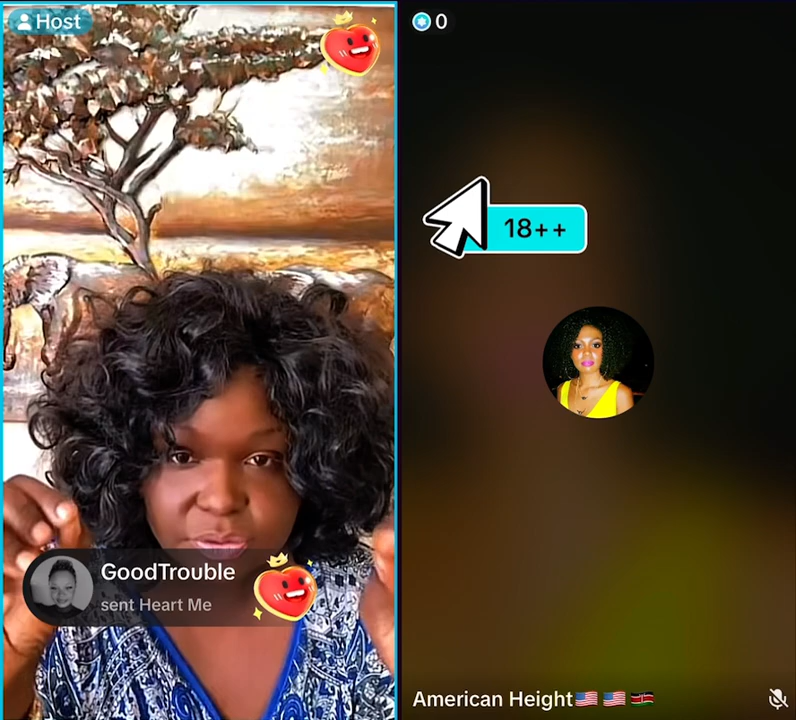 Host
0
18++
GoodTrouble
sent Heart Me
American Height🇺🇸🇺🇸🇰🇪